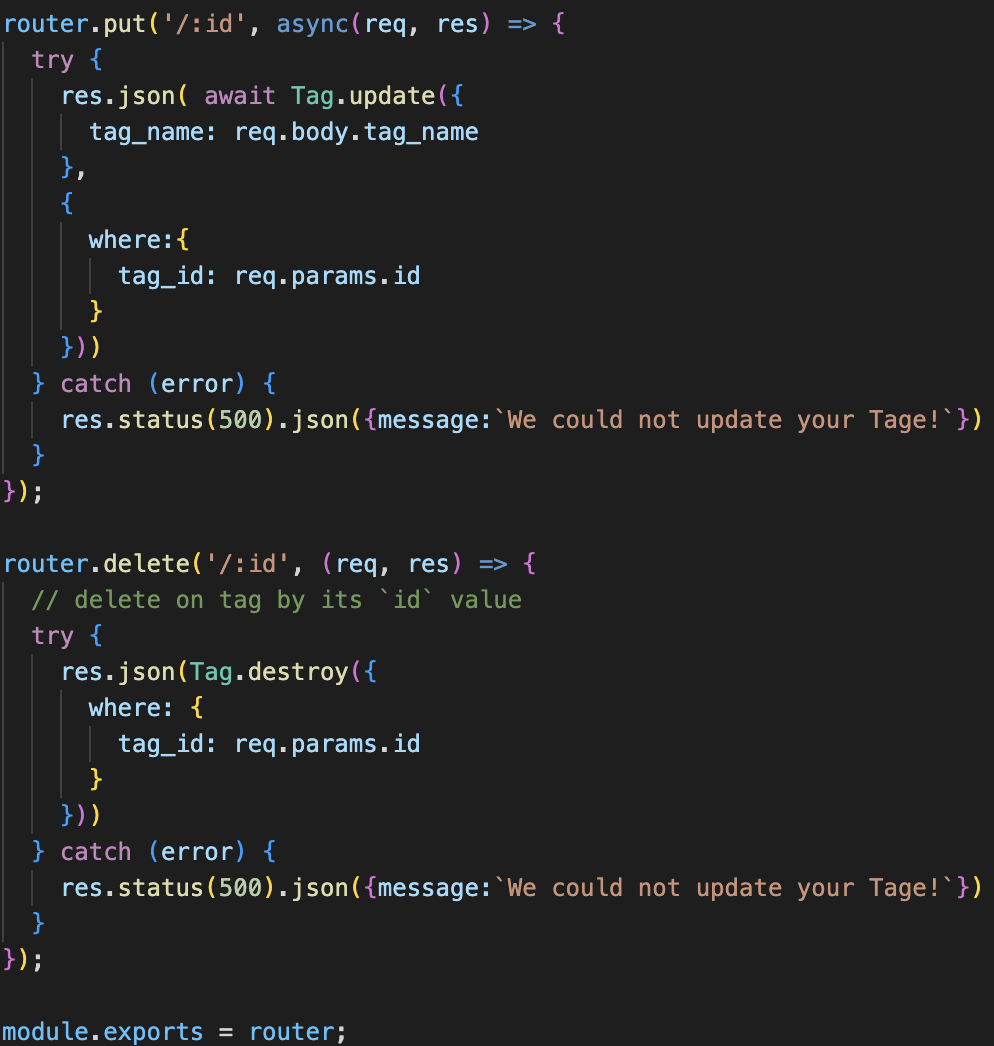 router.put('/:id', async(req, res) => {
  try {
    res.json( await Tag.update({
      tag_name: req.body.tag_name
    },
    {
      where:{
        tag_id: req.params.id
      }
    }))
  } catch (error) {
    res.status(500).json({message:`We could not update your Tage!`})
  }
});

router.delete('/:id', (req, res) => {
  // delete on tag by its `id` value
  try {
    res.json(Tag.destroy({
      where: {
        tag_id: req.params.id
      }
    }))
  } catch (error) {
    res.status(500).json({message:`We could not update your Tage!`})
  }
});

module.exports = router;